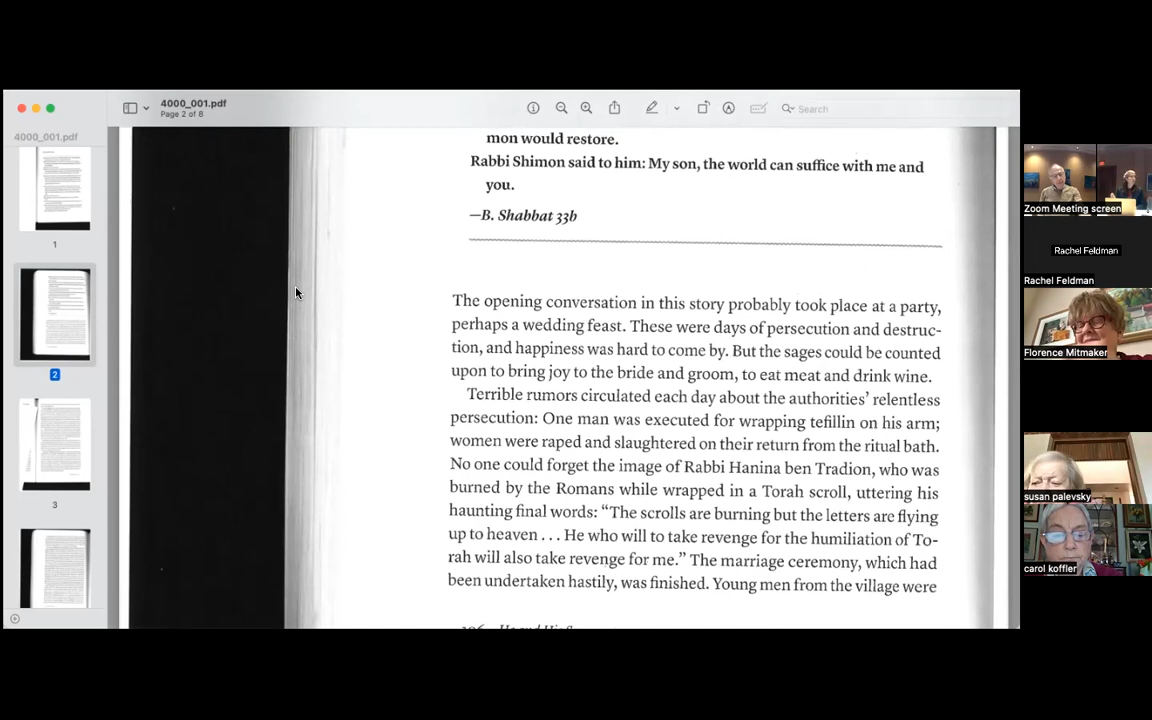 4000_001.pdf
Page 2 of 8
Search
4000_001.pdf
1
2
3
mon would restore.
Rabbi Shimon said to him: My son, the world can suffice with me and
you.
—B. Shabbat 33b
The opening conversation in this story probably took place at a party,
perhaps a wedding feast. These were days of persecution and destruc-
tion, and happiness was hard to come by. But the sages could be counted
upon to bring joy to the bride and groom, to eat meat and drink wine.
Terrible rumors circulated each day about the authorities’ relentless
persecution: One man was executed for wrapping tefillin on his arm;
women were raped and slaughtered on their return from the ritual bath.
No one could forget the image of Rabbi Hanina ben Tradion, who was
burned by the Romans while wrapped in a Torah scroll, uttering his
haunting final words: “The scrolls are burning but the letters are flying
up to heaven . . . He who will to take revenge for the humiliation of To-
rah will also take revenge for me.” The marriage ceremony, which had
been undertaken hastily, was finished. Young men from the village were
Zoom Meeting screen
Rachel Feldman
Rachel Feldman
Florence Mitmaker
susan palevsky
carol koffler